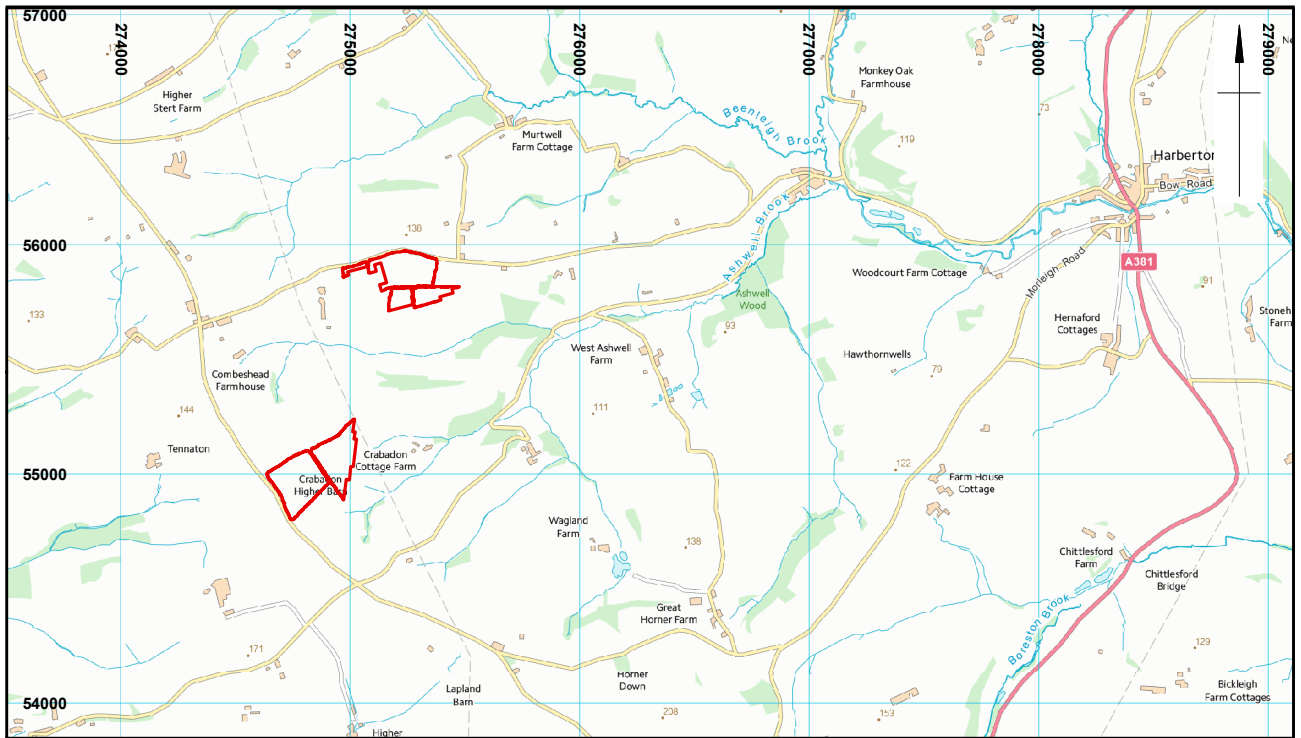 57000
274000
275000
276000
277000
278000
279000
Monkey Oak
Farmhouse
Higher
Stert Farm
73
Beenleigh Brook
Murtwell
Farm Cottage
119
Harberton
Bow Road
138
56000
Ashwell Brook
A381
Woodcourt Farm Cottage
Morleigh Road
91
Ashwell
Wood
133
93
Hernaford
Cottages
Farm
West Ashwell
Farm
Hawthornwells
79
Combeshead
Farmhouse
144
111
Tennaton
Crabadon
Cottage Farm
122
55000
Crabadon
Higher Barn
Farm House
Cottage
Wagland
Farm
138
Chittlesford
Farm
Chittlesford
Bridge
Great
Horner Farm
Boreston Brook
171
129
Horner
Down
Lapland
Barn
Bickleigh
Farm Cottages
54000
208
153
Higher